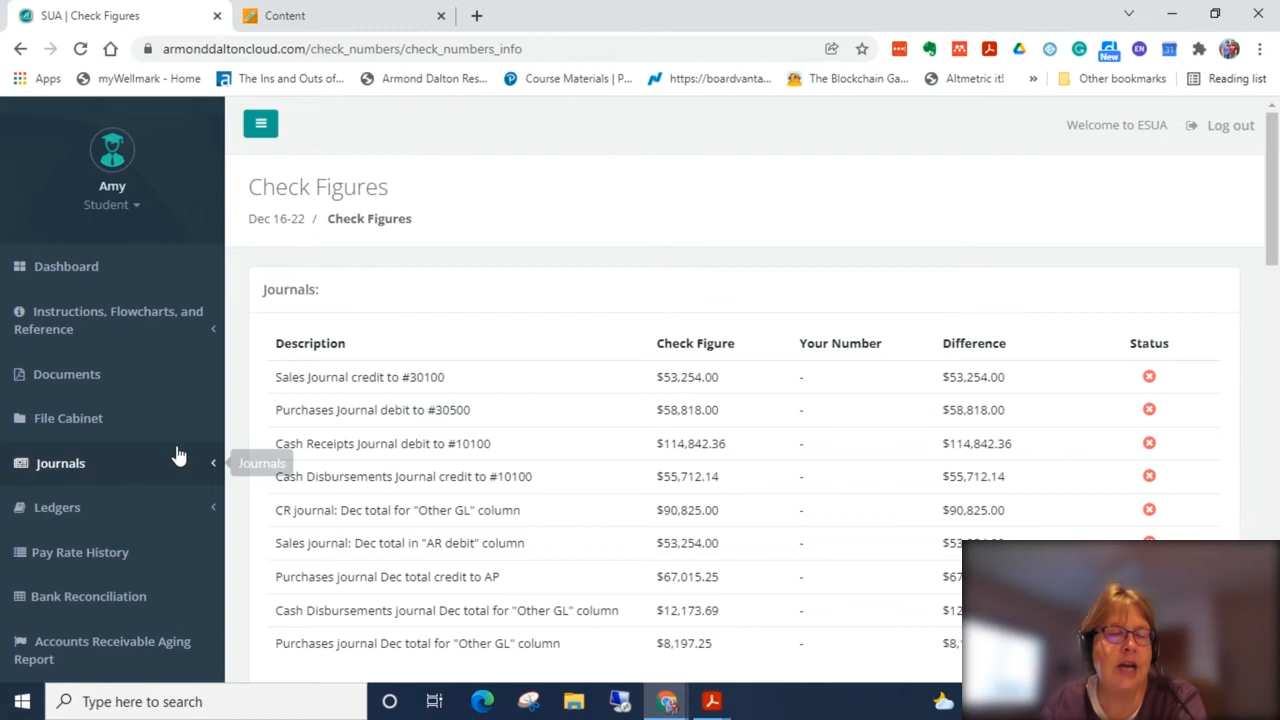 SUA | Check Figures
Content
armonddaltoncloud.com/check_numbers/check_numbers_info
EN
31
New
Apps
myWellmark - Home
The Ins and Outs of...
Armond Dalton Res...
Course Materials | P...
https://boardvanta...
The Blockchain Ga...
Altmetric it!
»
Other bookmarks
Reading list
Amy
Student
Welcome to ESUA
Log out
Check Figures
Dec 16-22 / Check Figures
Dashboard
Instructions, Flowcharts, and
Reference
Documents
File Cabinet
Journals
Journals
Ledgers
Pay Rate History
Bank Reconciliation
Accounts Receivable Aging
Report
Journals:
Description Check Figure Your Number Difference Status
Sales Journal credit to #30100 $53,254.00 - $53,254.00
Purchases Journal debit to #30500 $58,818.00 - $58,818.00
Cash Receipts Journal debit to #10100 $114,842.36 - $114,842.36
Cash Disbursements Journal credit to #10100 $55,712.14 - $55,712.14
CR journal: Dec total for "Other GL" column $90,825.00 - $90,825.00
Sales journal: Dec total in "AR debit" column $53,254.00 -
Purchases journal Dec total credit to AP $67,015.25 -
Cash Disbursements journal Dec total for "Other GL" column $12,173.69 -
Purchases journal Dec total for "Other GL" column $8,197.25 -
Type here to search